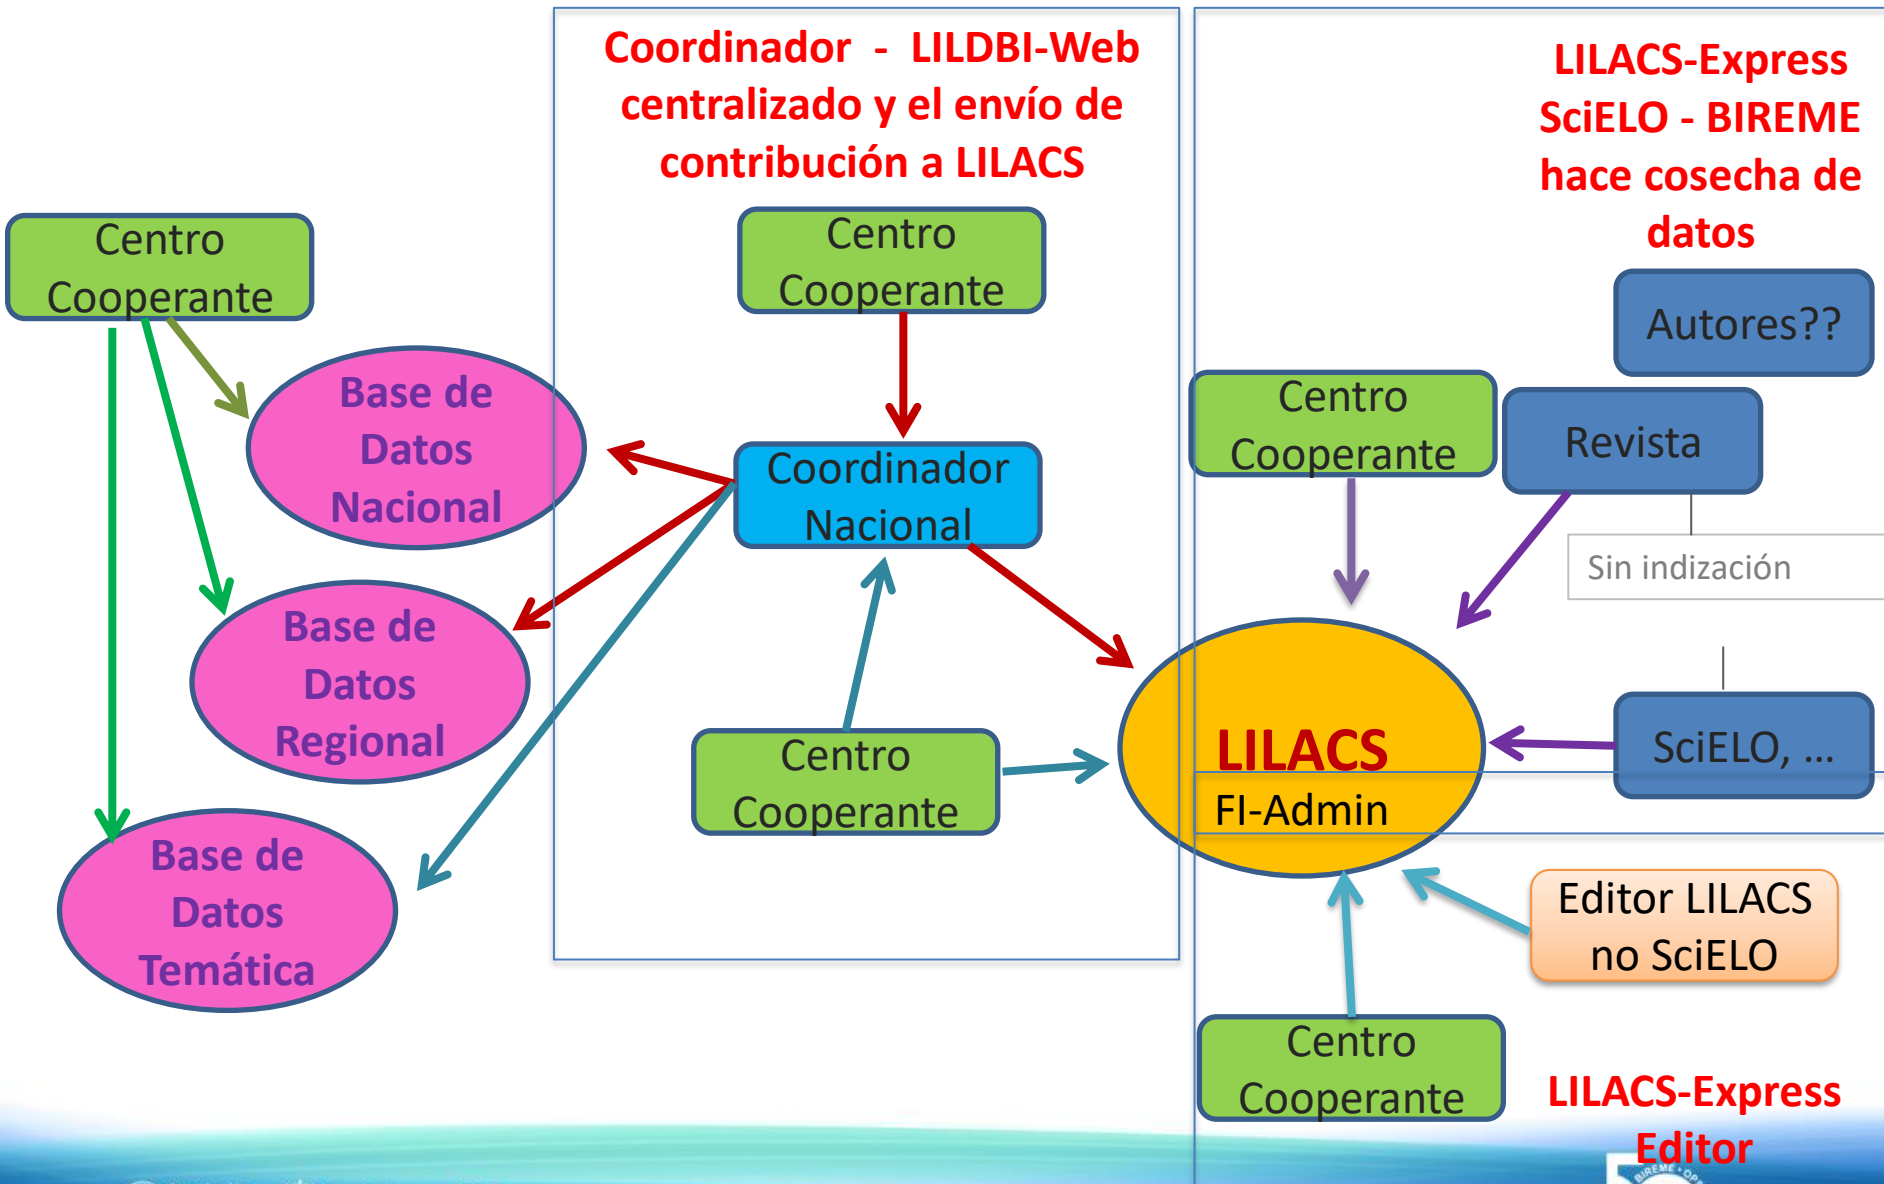 Coordinador - LILDBI-Web
centralizado y el envío de
contribución a LILACS
LILACS-Express
SciELO - BIREME
hace cosecha de
datos
Centro
Cooperante
Centro
Cooperante
Autores??
Centro
Cooperante
Revista
Base de
Datos
Nacional
Coordinador
Nacional
Sin indización
Base de
Datos
Regional
Centro
Cooperante
LILACS
FI-Admin
SciELO, ...
Base de
Datos
Temática
Editor LILACS
no SciELO
Centro
Cooperante
LILACS-Express
Editor